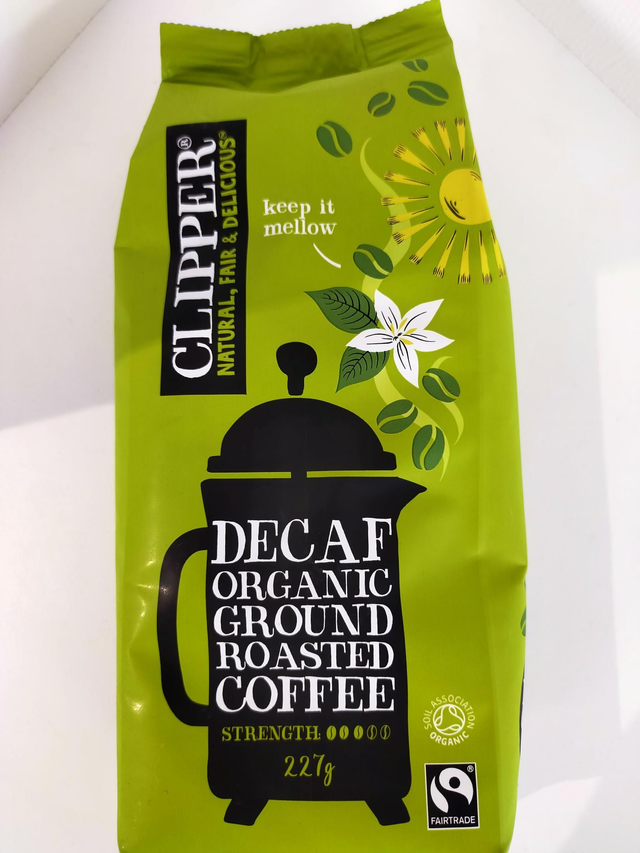 CLIPPER®
NATURAL, FAIR & DELICIOUS®
keep it
mellow
DECAF
ORGANIC
GROUND
ROASTED
COFFEE
STRENGTH:
227g
SOIL ASSOCIATION
ORGANIC
®
FAIRTRADE